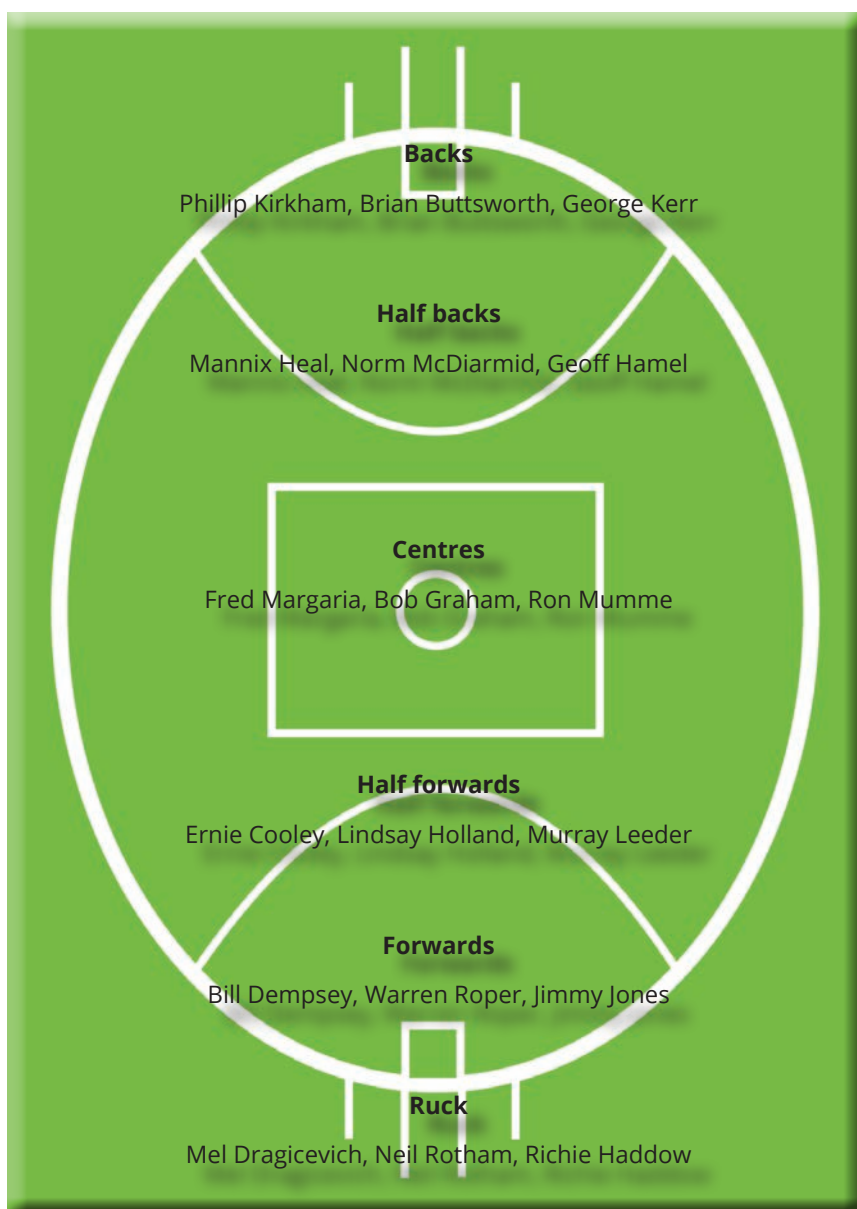 Backs
Phillip Kirkham, Brian Buttsworth, George Kerr
Half backs
Mannix Heal, Norm McDiarmid, Geoff Hamel
Centres
Fred Margaria, Bob Graham, Ron Mumme
Half forwards
Ernie Cooley, Lindsay Holland, Murray Leeder
Forwards
Bill Dempsey, Warren Roper, Jimmy Jones
Ruck
Mel Dragicevich, Neil Rotham, Richie Haddow